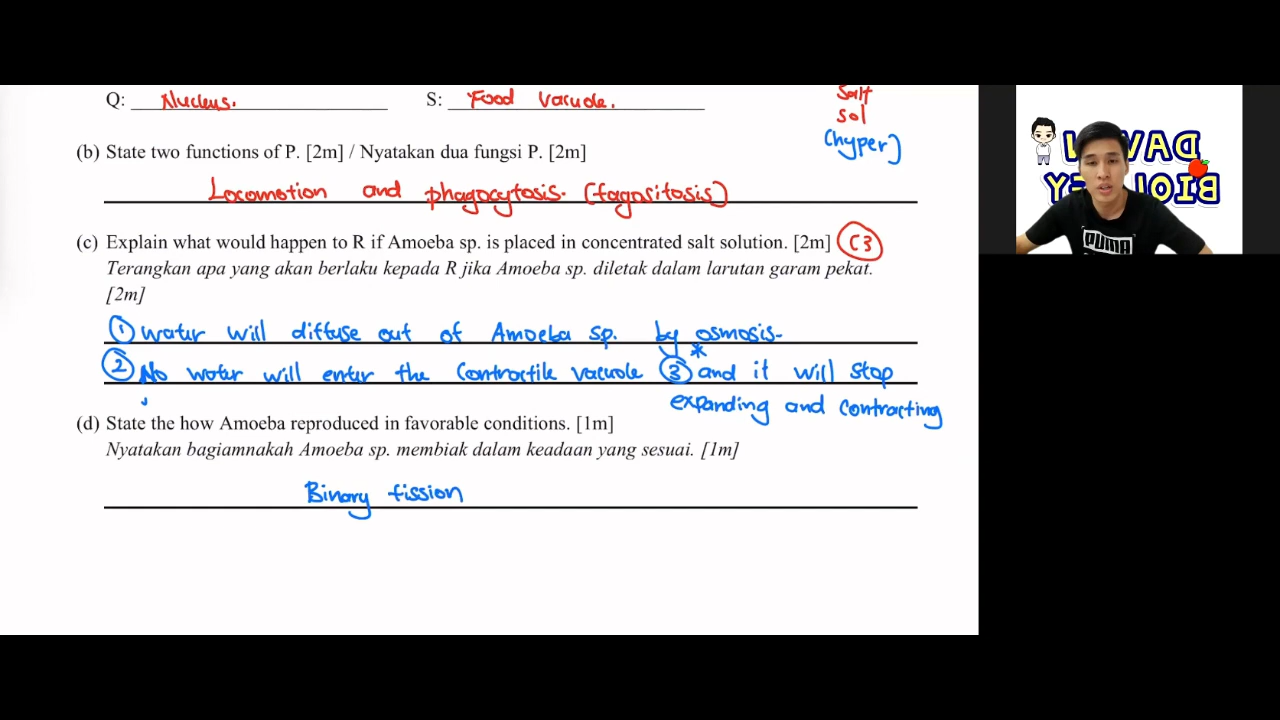 Q: Nucleus.
S: Food Vacuole.
Salt
Sol
(hyper]
(b) State two functions of P. [2m] / Nyatakan dua fungsi P. [2m]
Locomotion and phagocytosis. (fagositosis)
(c) Explain what would happen to R if Amoeba sp. is placed in concentrated salt solution. [2m] C3
Terangkan apa yang akan berlaku kepada R jika Amoeba sp. diletak dalam larutan garam pekat.
[2m]
① water will diffuse out of Amoeba sp. by osmosis.
② No water will enter the Contractile vacuole ③ * and it will stop
expanding and contracting
(d) State the how Amoeba reproduced in favorable conditions. [1m]
Nyatakan bagiamnakah Amoeba sp. membiak dalam keadaan yang sesuai. [1m]
Binary fission
PUMA